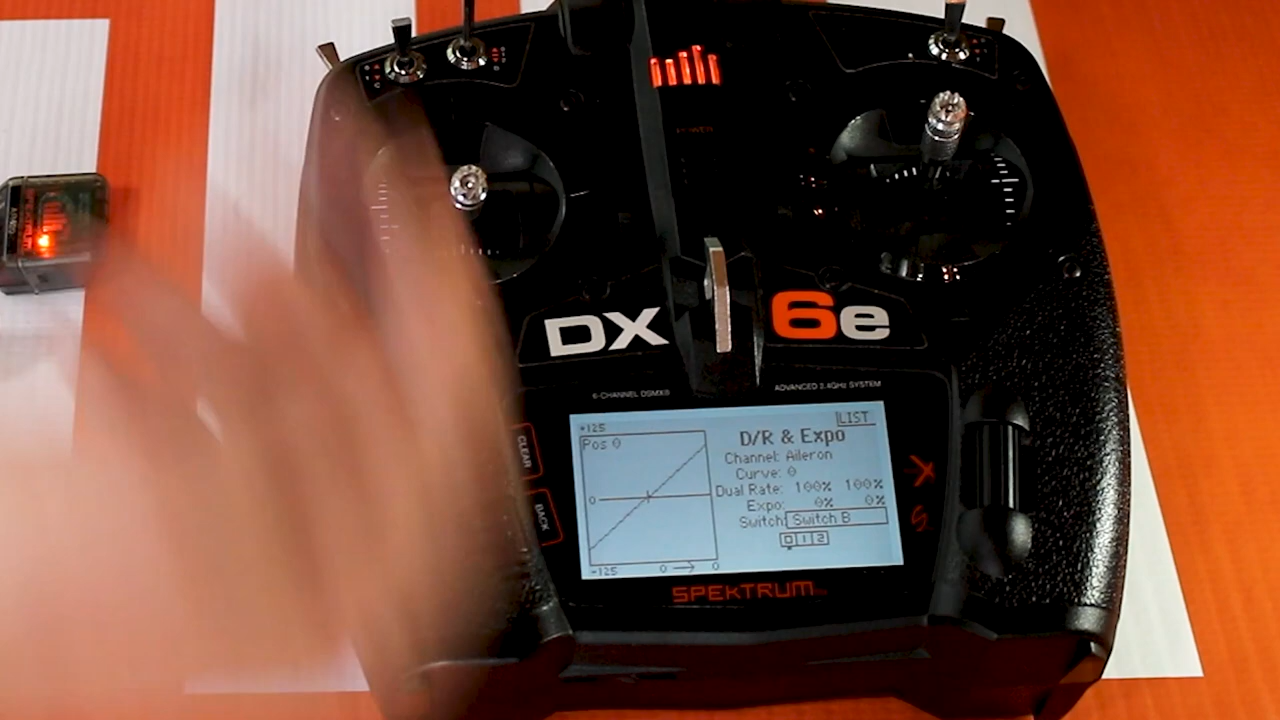 POWER
DX 6e
6-CHANNEL DSMX®
ADVANCED 2.4GHz SYSTEM
CLEAR
BACK
LIST
D/R & Expo
Channel: Aileron
Curve: 0
Dual Rate: 100% 100%
Expo: 0% 0%
Switch: Switch B
0 1 2
+125
Pos 0
0
-125
0 → 0
SPEKTRUM